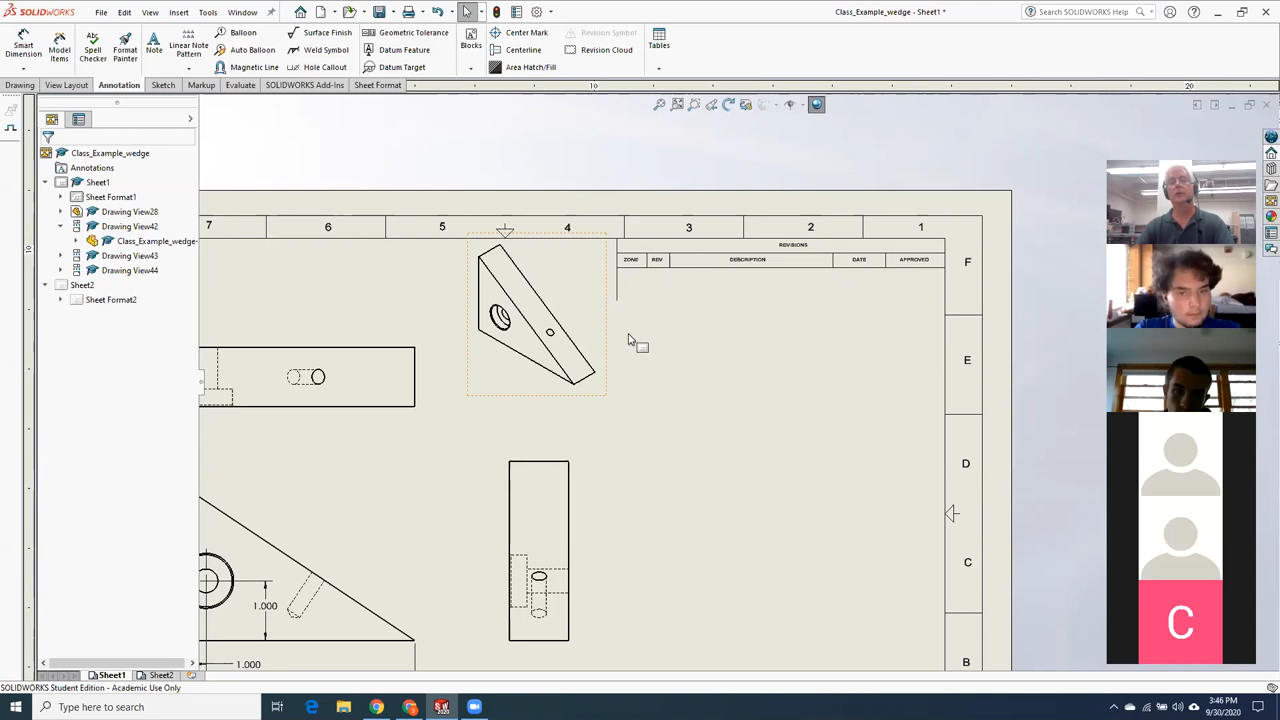 SOLIDWORKS File Edit View Insert Tools Window Class_Example_wedge - Sheet1 * Search SOLIDWORKS Help
Smart Dimension
Model Items
Spell Checker
Format Painter
Note
Linear Note Pattern
Balloon
Auto Balloon
Magnetic Line
Surface Finish
Weld Symbol
Hole Callout
Geometric Tolerance
Datum Feature
Datum Target
Blocks
Center Mark
Centerline
Area Hatch/Fill
Revision Symbol
Revision Cloud
Tables
Drawing View Layout Annotation Sketch Markup Evaluate SOLIDWORKS Add-Ins Sheet Format
10 20
Class_Example_wedge
Annotations
Sheet1
Sheet Format1
Drawing View28
Drawing View42
Class_Example_wedge-
Drawing View43
Drawing View44
Sheet2
Sheet Format2
10
7 6 5 4 3 2 1
REVISIONS
ZONE REV DESCRIPTION DATE APPROVED
F
E
D
C
B
1.000
1.000
C
Sheet1 Sheet2
SOLIDWORKS Student Edition - Academic Use Only
Type here to search
SW 2020
3:46 PM
9/30/2020